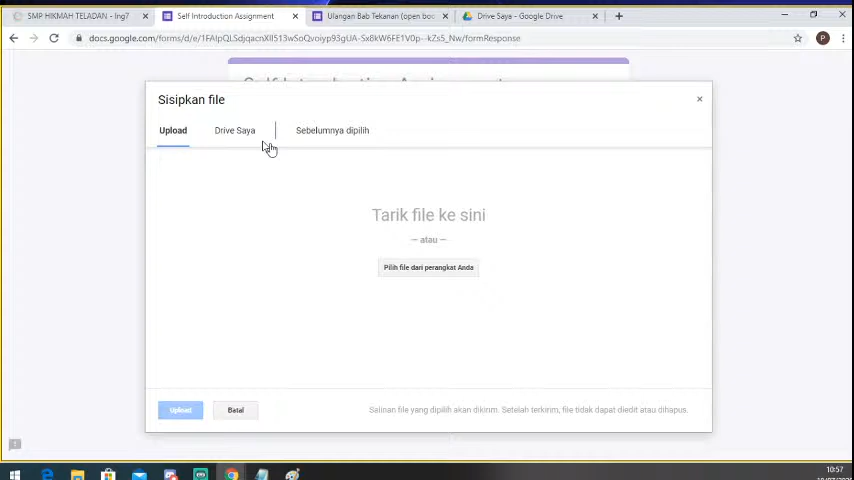 SMP HIKMAH TELADAN - Ing7
Self Introduction Assignment
Ulangan Bab Tekanan (open boo
Drive Saya - Google Drive
docs.google.com/forms/d/e/1FAIpQLSdjqacnXlI513wSoQvoiyp93gUA-Sx8kW6FE1V0p--kZs5_Nw/formResponse
P
Sisipkan file
Upload
Drive Saya
Sebelumnya dipilih
Tarik file ke sini
— atau —
Pilih file dari perangkat Anda
Upload
Batal
Salinan file yang dipilih akan dikirim. Setelah terkirim, file tidak dapat diedit atau dihapus.
10:57